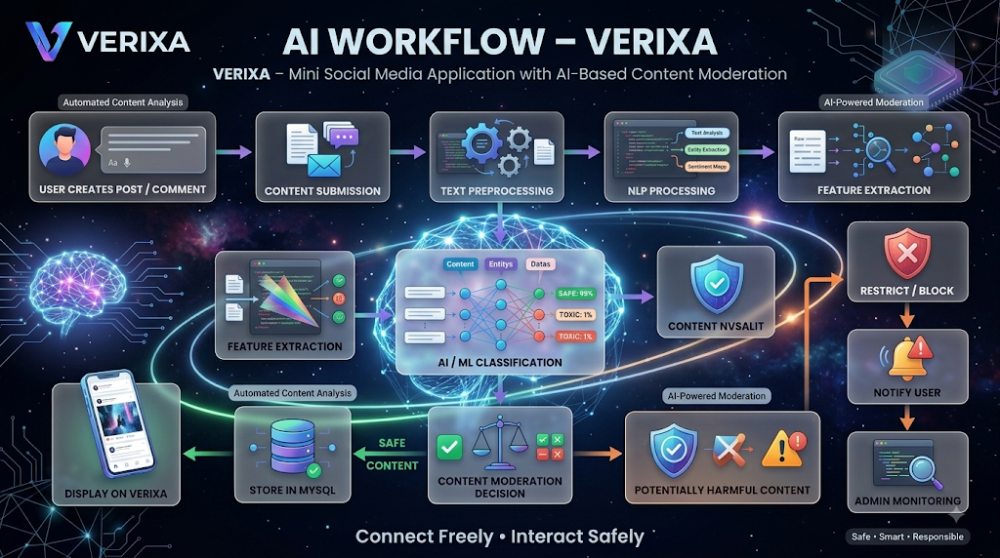 VERIXA
AI WORKFLOW – VERIXA
VERIXA – Mini Social Media Application with AI-Based Content Moderation
Automated Content Analysis
AI-Powered Moderation
Aa
USER CREATES POST / COMMENT
CONTENT SUBMISSION
TEXT PREPROCESSING
Text Analysis
Entity Extraction
Sentiment Mapp
NLP PROCESSING
Raw
FEATURE EXTRACTION
FEATURE EXTRACTION
Content
Entitys
Datas
SAFE: 99%
TOXIC: 1%
TOXIC: 1%
AI / ML CLASSIFICATION
CONTENT NVSALIT
RESTRICT / BLOCK
NOTIFY USER
ADMIN MONITORING
Automated Content Analysis
AI-Powered Moderation
DISPLAY ON VERIXA
STORE IN MYSQL
SAFE
CONTENT
CONTENT MODERATION
DECISION
POTENTIALLY HARMFUL CONTENT
Connect Freely • Interact Safely
Safe • Smart • Responsible